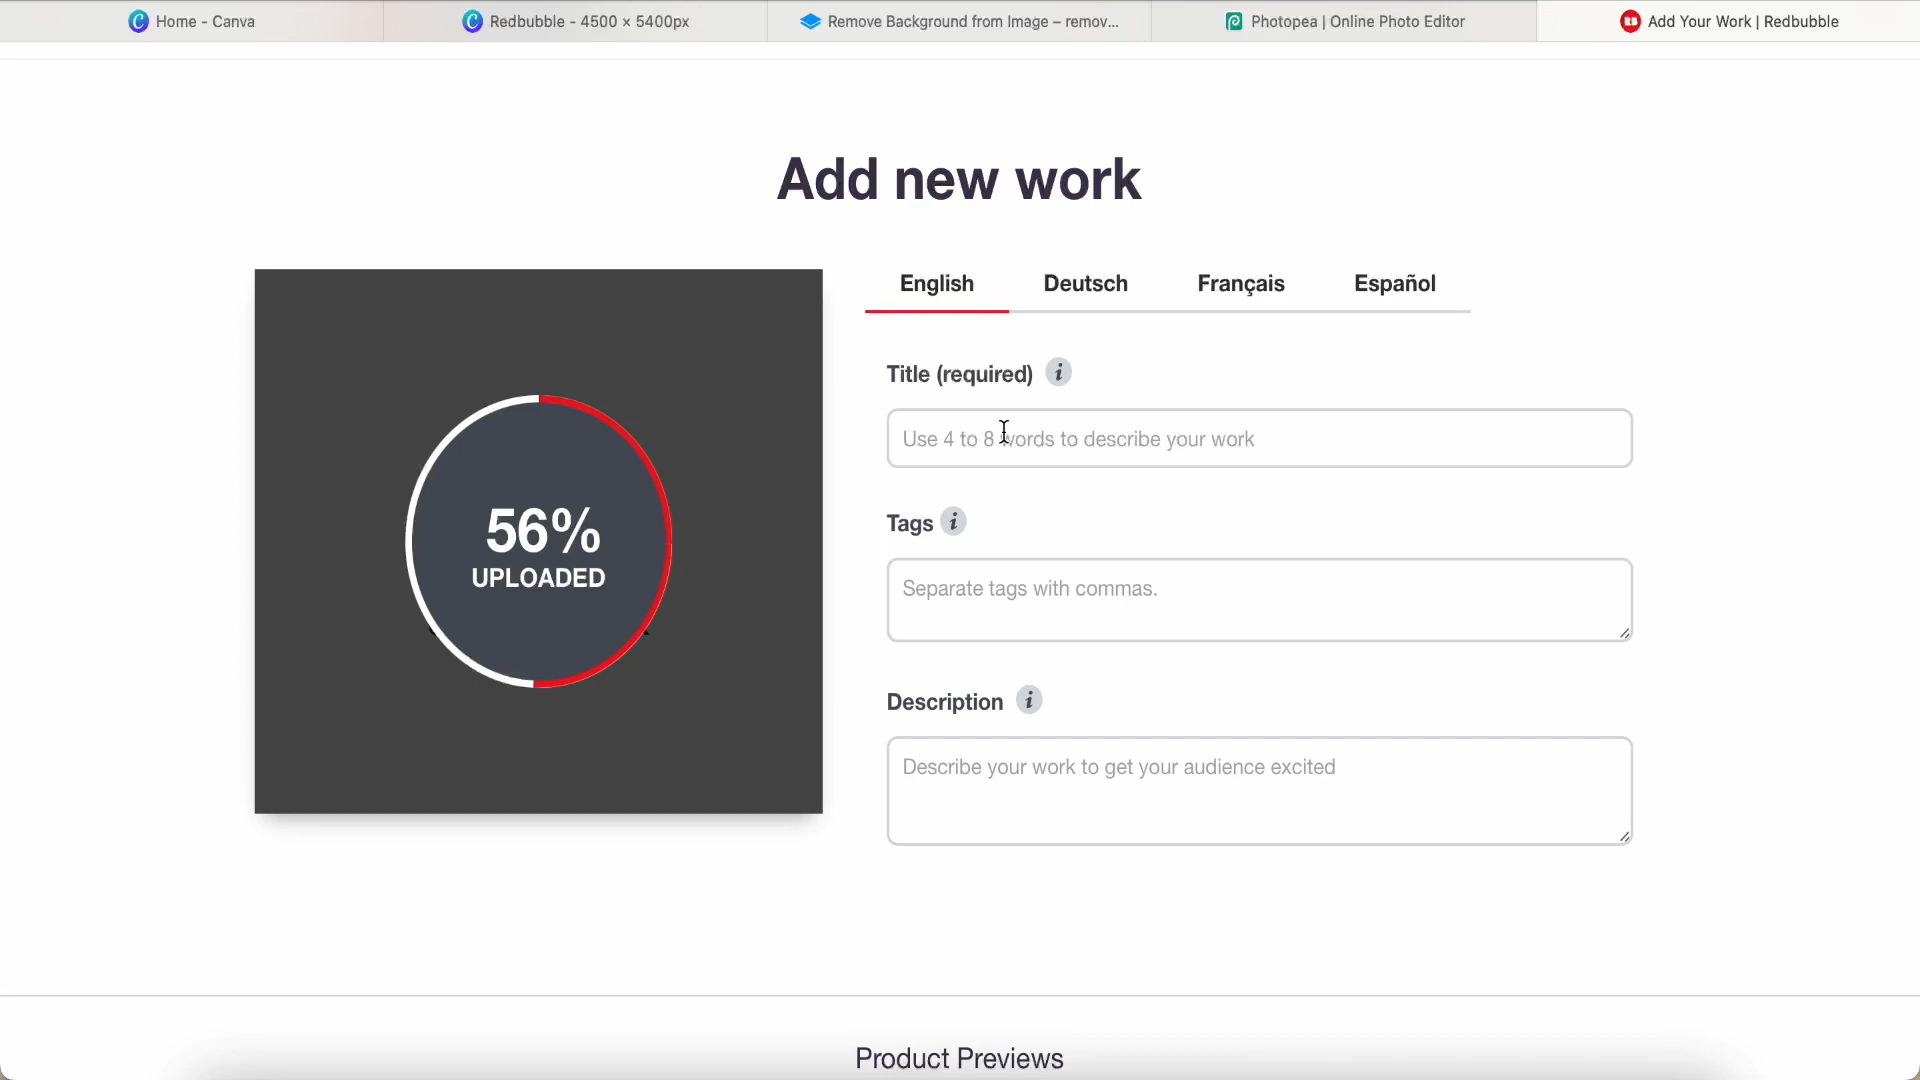 Home - Canva
Redbubble - 4500 × 5400px
Remove Background from Image – remov...
Photopea | Online Photo Editor
RB Add Your Work | Redbubble
Add new work
English Deutsch Français Español
Title (required) i
Use 4 to 8 words to describe your work
Tags i
Separate tags with commas.
56%
UPLOADED
Description i
Describe your work to get your audience excited
Product Previews